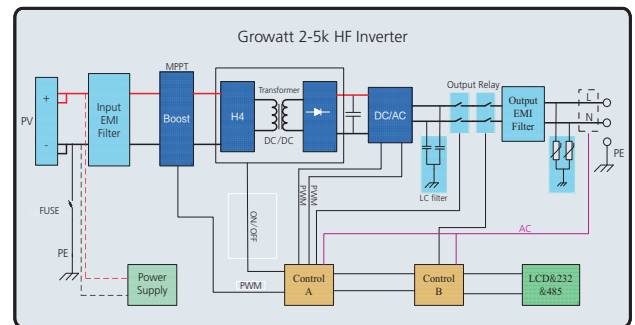 Growatt 2-5k HF Inverter
MPPT
Transformer
Output Relay
PV
+
-
Input
EMI
Filter
Boost
H4
DC/DC
DC/AC
Output
EMI
Filter
L
N
PE
LC filter
FUSE
PE
ON/OFF
PWM
PWM
AC
PWM
Power
Supply
Control
A
Control
B
LCD&232
&485